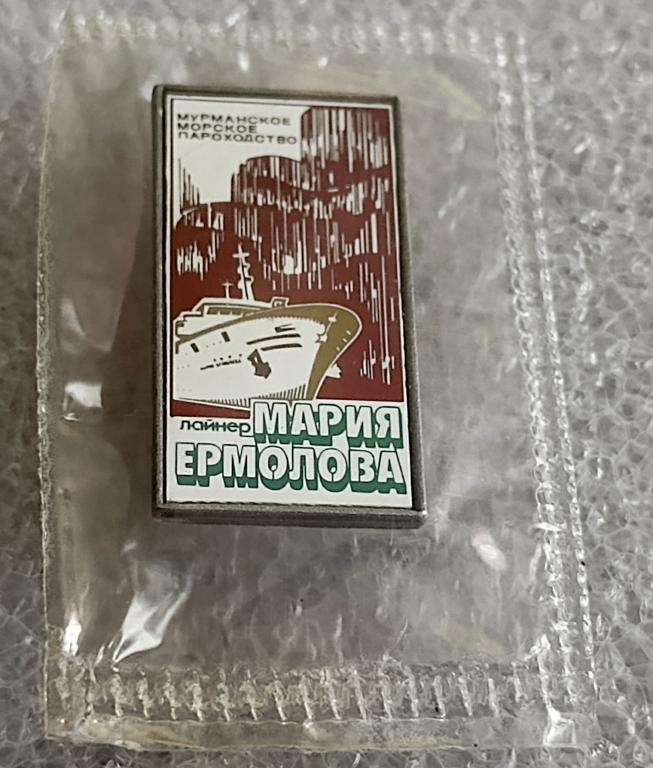 МУРМАНСКОЕ
МОРСКОЕ
ПАРОХОДСТВО
лайнер МАРИЯ
ЕРМОЛОВА